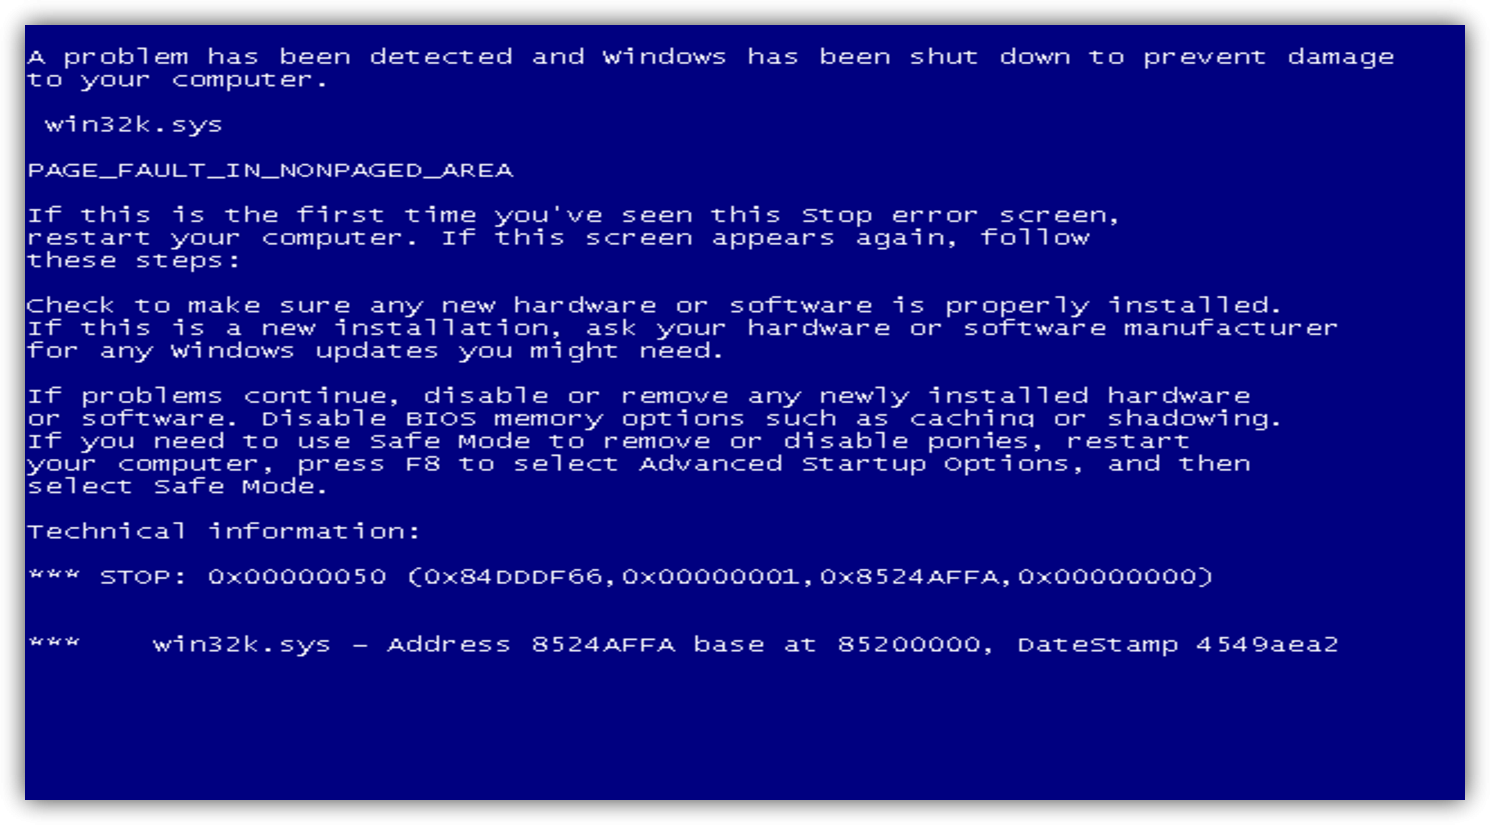 A problem has been detected and Windows has been shut down to prevent damage
to your computer.
win32k.sys
PAGE_FAULT_IN_NONPAGED_AREA
If this is the first time you've seen this Stop error screen,
restart your computer. If this screen appears again, follow
these steps:
Check to make sure any new hardware or software is properly installed.
If this is a new installation, ask your hardware or software manufacturer
for any Windows updates you might need.
If problems continue, disable or remove any newly installed hardware
or software. Disable BIOS memory options such as caching or shadowing.
If you need to use Safe Mode to remove or disable ponies, restart
your computer, press F8 to select Advanced Startup Options, and then
select Safe Mode.
Technical information:
*** STOP: 0x00000050 (0x84DDDF66,0x00000001,0x8524AFFA,0x00000000)
*** win32k.sys – Address 8524AFFA base at 85200000, DateStamp 4549aea2